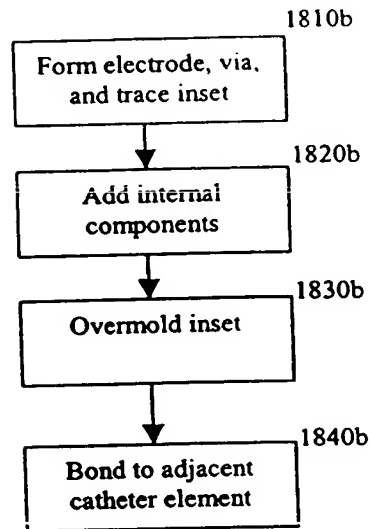 1810b
Form electrode, via,
and trace inset
1820b
Add internal
components
1830b
Overmold inset
1840b
Bond to adjacent
catheter element